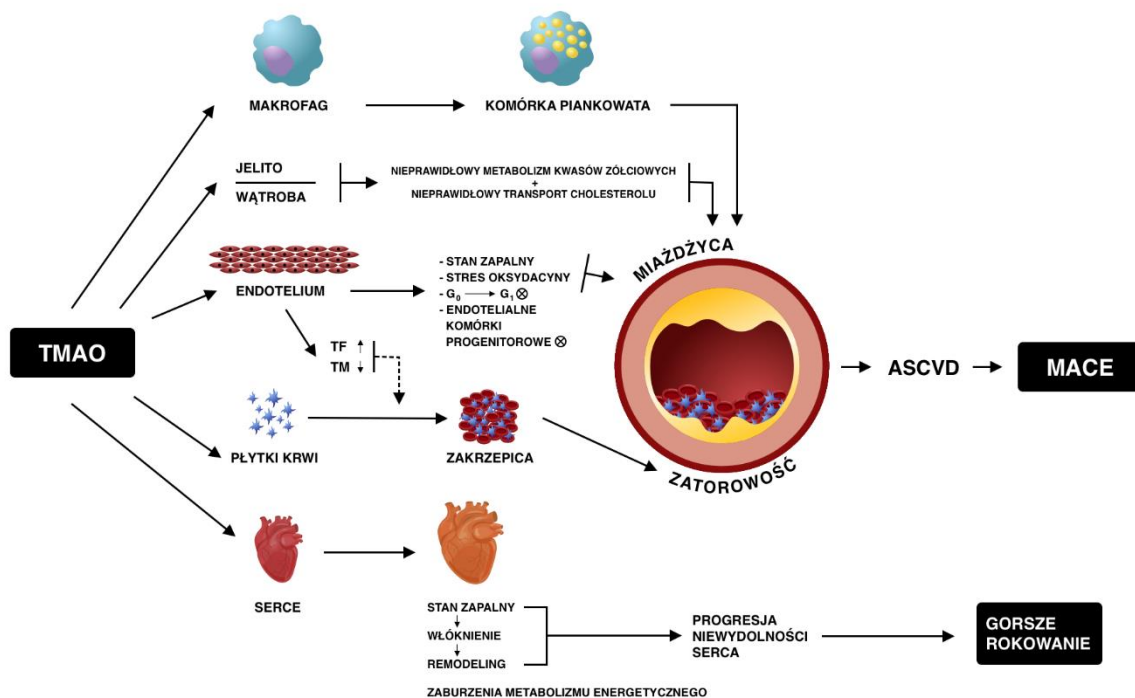 MAKROFAG
KOMÓRKA PIANKOWATA
JELITO
WĄTROBA
NIEPRAWIDŁOWY METABOLIZM KWASÓW ZÓŁCIOWYCH
+
NIEPRAWIDŁOWY TRANSPORT CHOLESTEROLU
MIAŻDŻYCA
ENDOTELIUM
- STAN ZAPALNY
- STRES OKSYDACYNY
- G₀ → G₁ ⊗
- ENDOTELIALNE
KOMÓRKI
PROGENITOROWE ⊗
TMAO
TF ↑
TM ↓
ASCVD
MACE
PŁYTKI KRWI
ZAKRZEPICA
ZATOROWOŚĆ
SERCE
STAN ZAPALNY
WŁÓKNIENIE
REMODELING
PROGRESJA
NIEWYDOLNOŚCI
SERCA
GORSZE
ROKOWANIE
ZABURZENIA METABOLIZMU ENERGETYCZNEGO